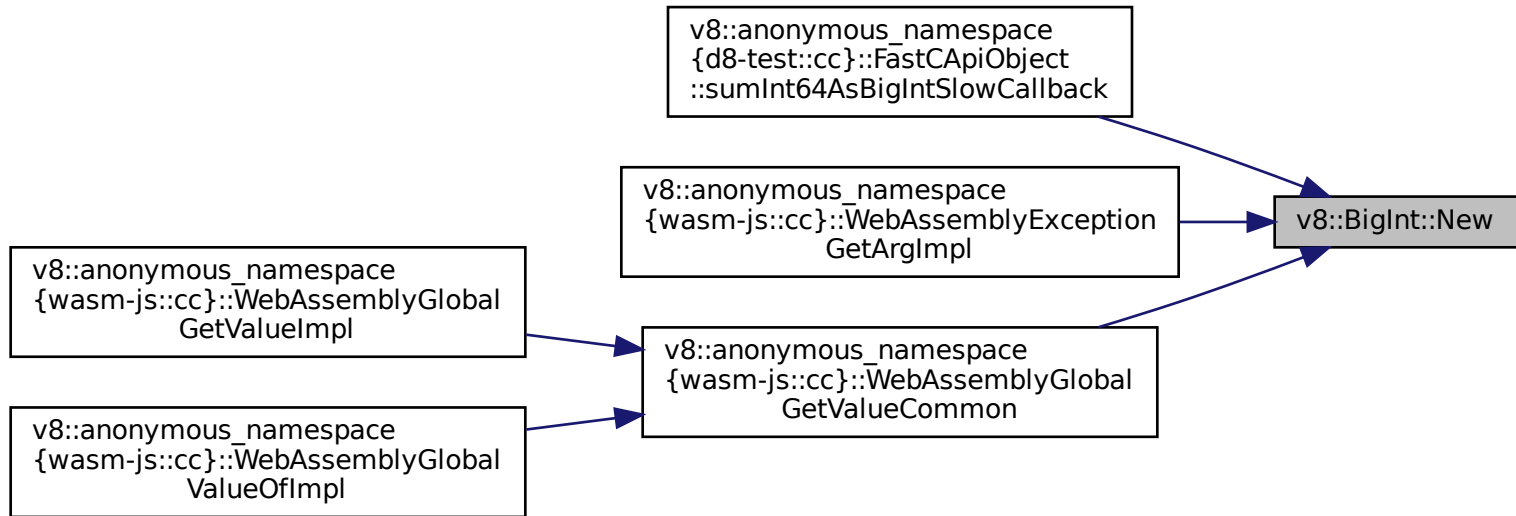 v8::anonymous_namespace
{d8-test::cc}::FastCApiObject
::sumInt64AsBigIntSlowCallback
v8::anonymous_namespace
{wasm-js::cc}::WebAssemblyException
GetArgImpl
v8::BigInt::New
v8::anonymous_namespace
{wasm-js::cc}::WebAssemblyGlobal
GetValueImpl
v8::anonymous_namespace
{wasm-js::cc}::WebAssemblyGlobal
GetValueCommon
v8::anonymous_namespace
{wasm-js::cc}::WebAssemblyGlobal
ValueOfImpl